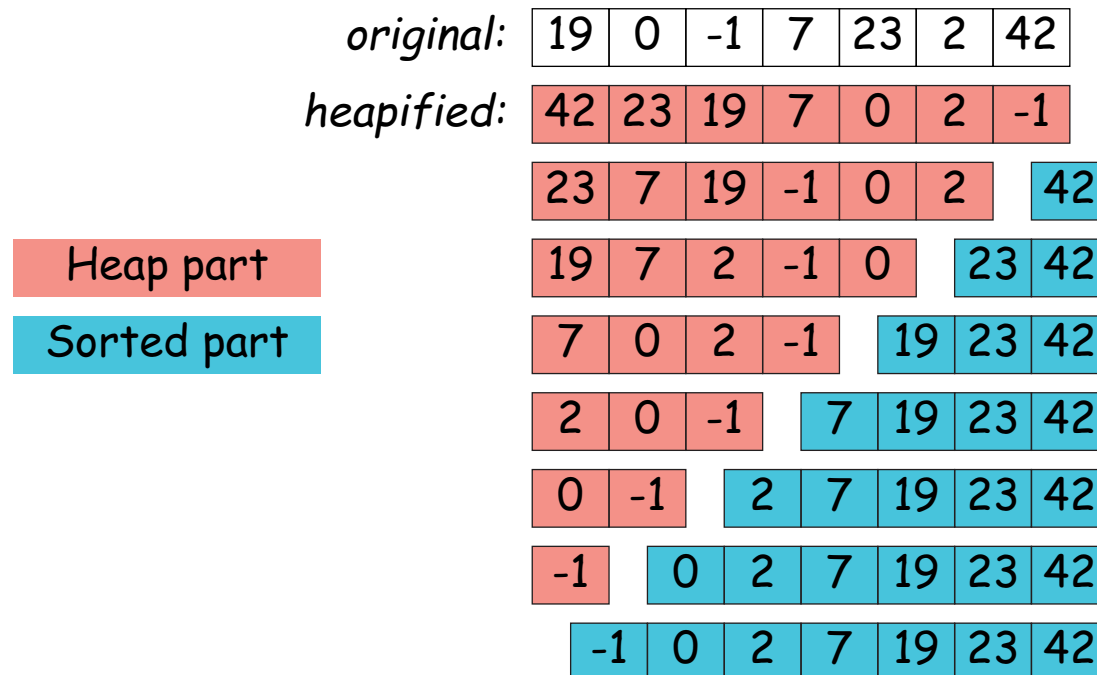 original: 19 0 -1 7 23 2 42
heapified: 42 23 19 7 0 2 -1
23 7 19 -1 0 2 42
Heap part 19 7 2 -1 0 23 42
Sorted part 7 0 2 -1 19 23 42
2 0 -1 7 19 23 42
0 -1 2 7 19 23 42
-1 0 2 7 19 23 42
-1 0 2 7 19 23 42